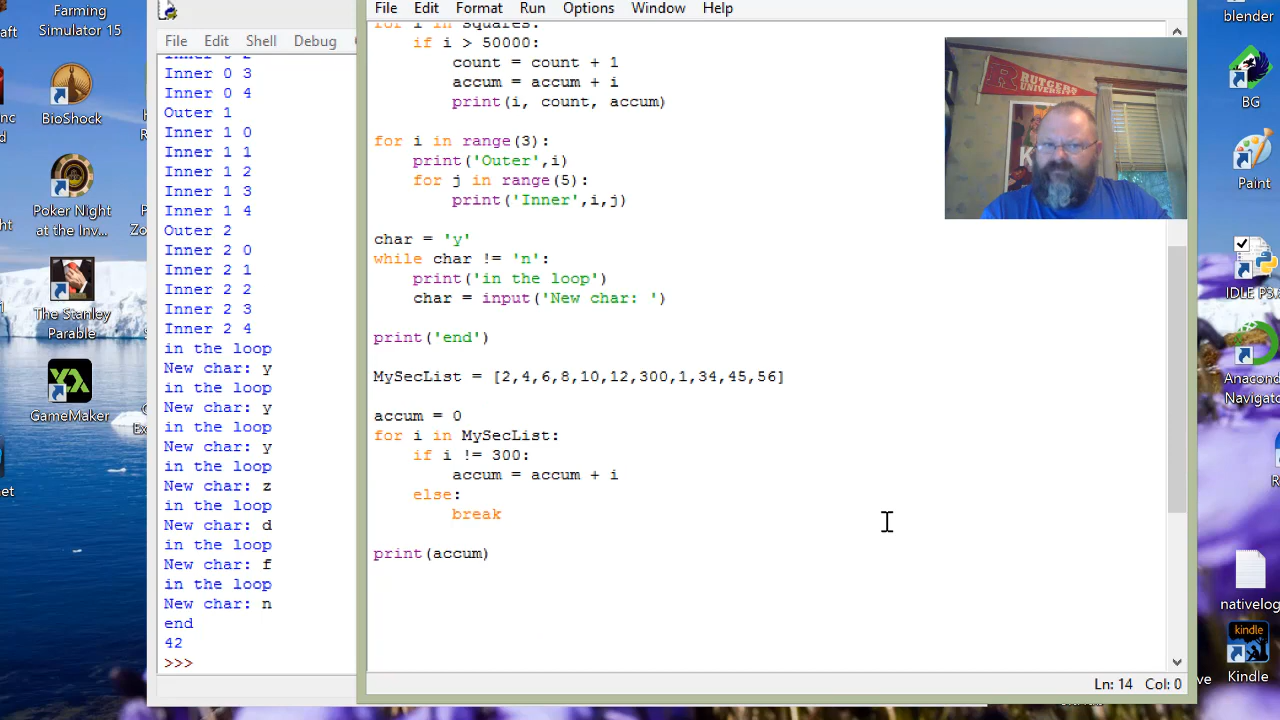 Farming
Simulator 15
BioShock
Poker Night
at the Inv...
The Stanley
Parable
GameMaker
File Edit Shell Debug
Inner 0 3
Inner 0 4
Outer 1
Inner 1 0
Inner 1 1
Inner 1 2
Inner 1 3
Inner 1 4
Outer 2
Inner 2 0
Inner 2 1
Inner 2 2
Inner 2 3
Inner 2 4
in the loop
New char: y
in the loop
New char: y
in the loop
New char: y
in the loop
New char: z
in the loop
New char: d
in the loop
New char: f
in the loop
New char: n
end
42
>>>
File Edit Format Run Options Window Help
for i in squares:
if i > 50000:
count = count + 1
accum = accum + i
print(i, count, accum)
for i in range(3):
print('Outer',i)
for j in range(5):
print('Inner',i,j)
char = 'y'
while char != 'n':
print('in the loop')
char = input('New char: ')
print('end')
MySecList = [2,4,6,8,10,12,300,1,34,45,56]
accum = 0
for i in MySecList:
if i != 300:
accum = accum + i
else:
break
print(accum)
Ln: 14 Col: 0
RUTGERS
UNIVERSITY
blender
BG
Paint
IDLE P3.
Anacond
Navigato
nativelog
kindle
Kindle